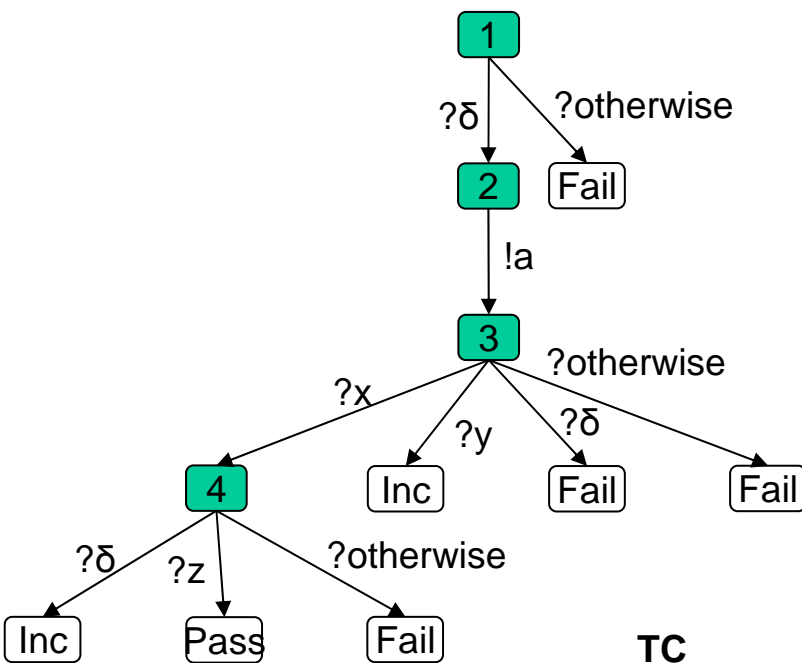 1
?δ
?otherwise
2
Fail
!a
3
?x
?y
?δ
?otherwise
4
Inc
Fail
Fail
?δ
?z
?otherwise
Inc
Pass
Fail
TC